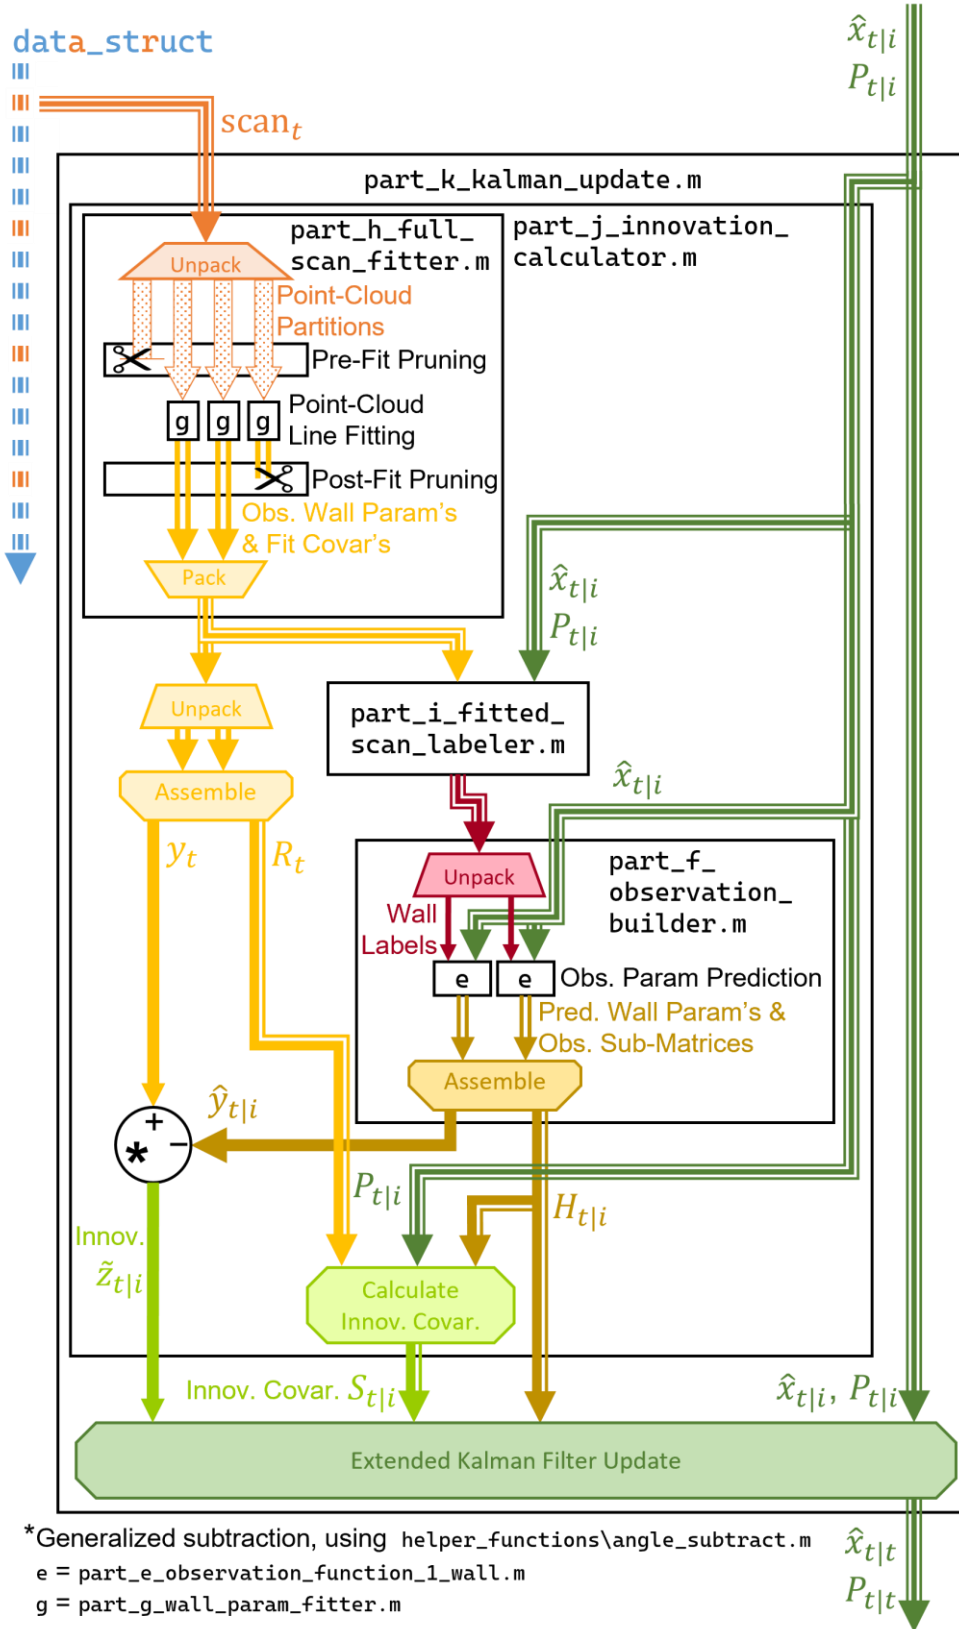 data_struct
x̂t|i
Pt|i
scant
part_k_kalman_update.m
part_h_full_
scan_fitter.m
part_j_innovation_
calculator.m
Unpack
Point-Cloud
Partitions
Pre-Fit Pruning
g g g
Point-Cloud
Line Fitting
Post-Fit Pruning
Obs. Wall Param's
& Fit Covar's
Pack
x̂t|i
Pt|i
Unpack
part_i_fitted_
scan_labeler.m
Assemble
x̂t|i
yt
Rt
part_f_
observation_
builder.m
Unpack
Wall
Labels
e e
Obs. Param Prediction
Pred. Wall Param's &
Obs. Sub-Matrices
Assemble
ŷt|i
+
* −
Pt|i
Ht|i
Innov.
z̃t|i
Calculate
Innov. Covar.
Innov. Covar. St|i
x̂t|i, Pt|i
Extended Kalman Filter Update
*Generalized subtraction, using helper_functions\angle_subtract.m
e = part_e_observation_function_1_wall.m
g = part_g_wall_param_fitter.m
x̂t|t
Pt|t